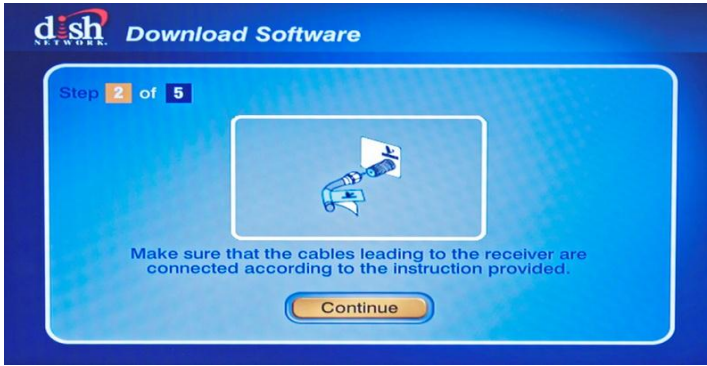 dish
NETWORK.
Download Software
Step 2 of 5
Make sure that the cables leading to the receiver are
connected according to the instruction provided.
Continue